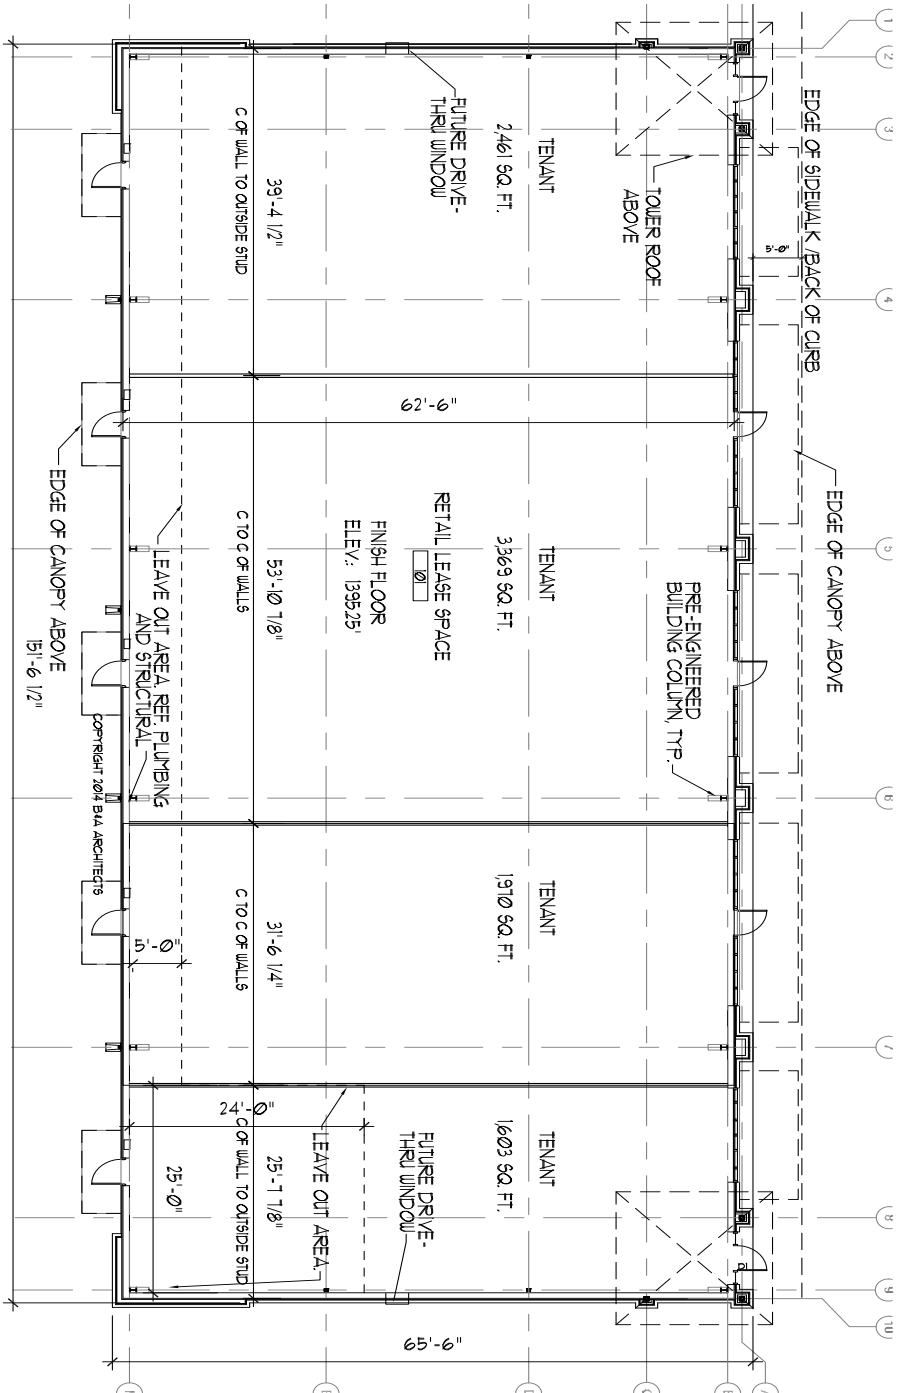 1
2
3
4
5
6
7
8
9
10
EDGE OF SIDEWALK /BACK OF CURB
5'-0"
EDGE OF CANOPY ABOVE
TOWER ROOF
ABOVE
TENANT
2,461 SQ. FT.
FUTURE DRIVE-
THRU WINDOW
39'-4 1/2"
C OF WALL TO OUTSIDE STUD
62'-6"
TENANT
3,369 SQ. FT.
PRE-ENGINEERED
BUILDING COLUMN, TYP.
RETAIL LEASE SPACE
101
FINISH FLOOR
ELEV.: 1395.25'
53'-10 7/8"
C TO C OF WALLS
LEAVE OUT AREA, REF. PLUMBING
AND STRUCTURAL
EDGE OF CANOPY ABOVE
151'-6 1/2"
COPYRIGHT 2014 B&A ARCHITECTS
TENANT
1,970 SQ. FT.
31'-6 1/4"
C TO C OF WALLS
5'-0"
TENANT
1,603 SQ. FT.
FUTURE DRIVE-
THRU WINDOW
LEAVE OUT AREA.
25'-7 7/8"
C OF WALL TO OUTSIDE STUD
24'-0"
25'-0"
65'-6"